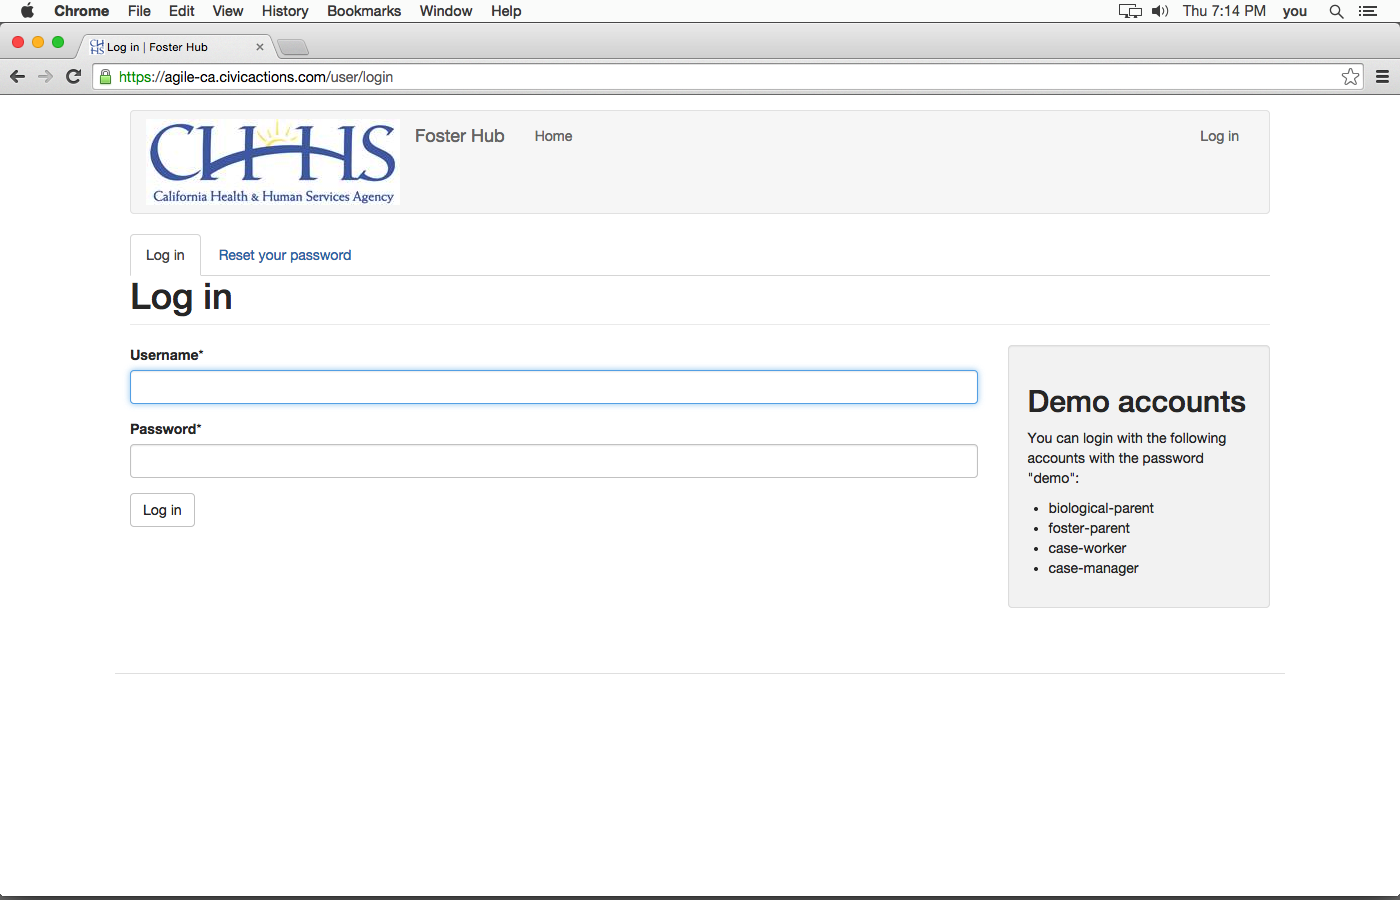 Chrome File Edit View History Bookmarks Window Help Thu 7:14 PM you
CHHS Log in | Foster Hub
https://agile-ca.civicactions.com/user/login
CHHS
California Health & Human Services Agency
Foster Hub Home Log in
Log in Reset your password
Log in
Username*
Password*
Log in
Demo accounts
You can login with the following
accounts with the password
"demo":
• biological-parent
• foster-parent
• case-worker
• case-manager